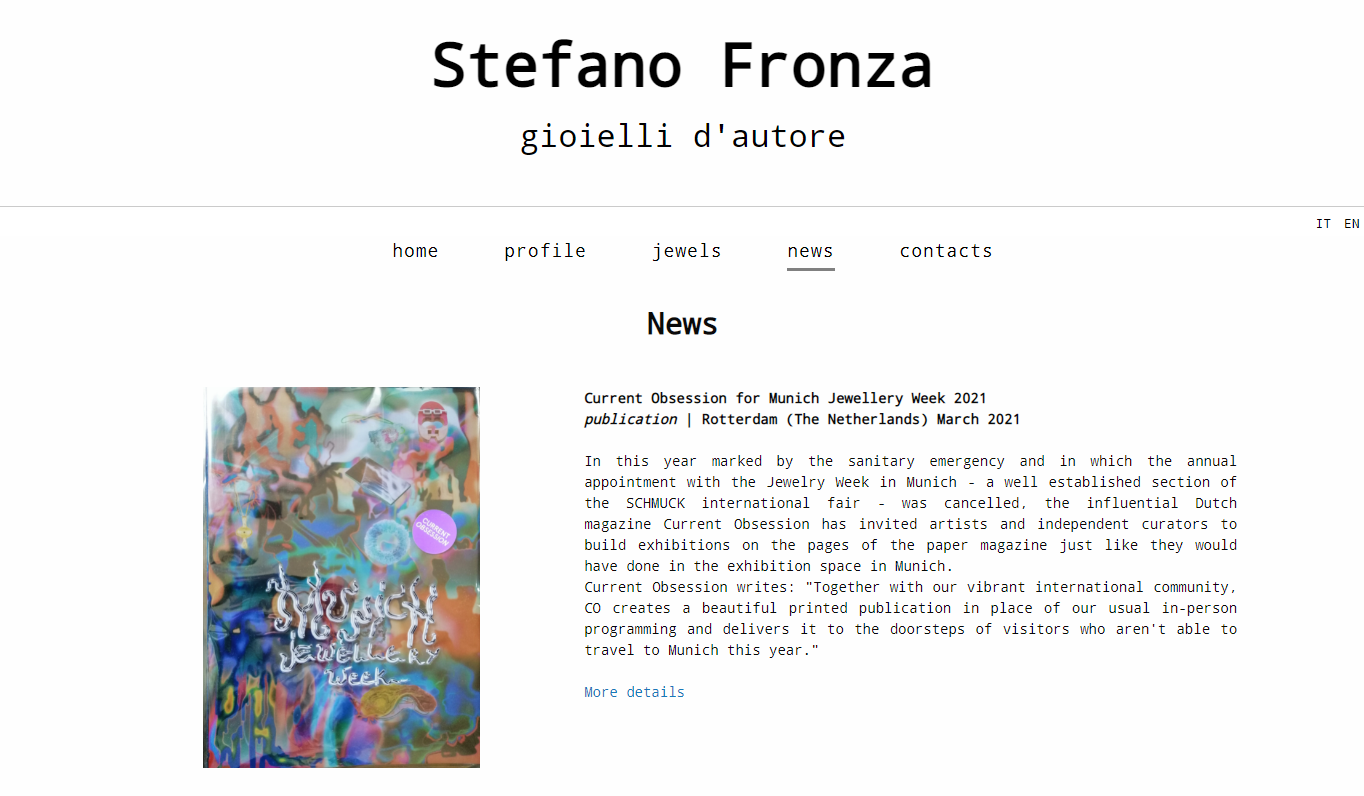 Stefano Fronza
gioielli d'autore
IT EN
home profile jewels news contacts
News
CURRENT
OBSESSION
MUNICH
JEWELLERY
Week
Current Obsession for Munich Jewellery Week 2021
publication | Rotterdam (The Netherlands) March 2021
In this year marked by the sanitary emergency and in which the annual
appointment with the Jewelry Week in Munich - a well established section of
the SCHMUCK international fair - was cancelled, the influential Dutch
magazine Current Obsession has invited artists and independent curators to
build exhibitions on the pages of the paper magazine just like they would
have done in the exhibition space in Munich.
Current Obsession writes: "Together with our vibrant international community,
CO creates a beautiful printed publication in place of our usual in-person
programming and delivers it to the doorsteps of visitors who aren't able to
travel to Munich this year."
More details